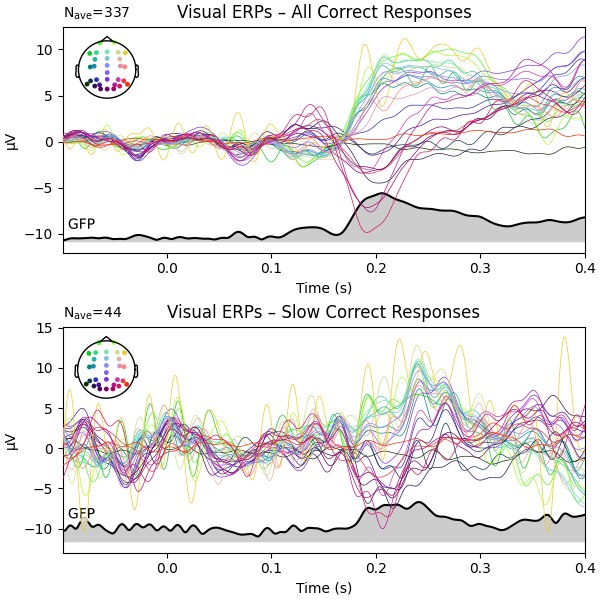 Nave=337
Visual ERPs – All Correct Responses
10
5
0
−5
−10
µV
GFP
0.0 0.1 0.2 0.3 0.4
Time (s)
Nave=44
Visual ERPs – Slow Correct Responses
15
10
5
0
−5
−10
µV
GFP
0.0 0.1 0.2 0.3 0.4
Time (s)